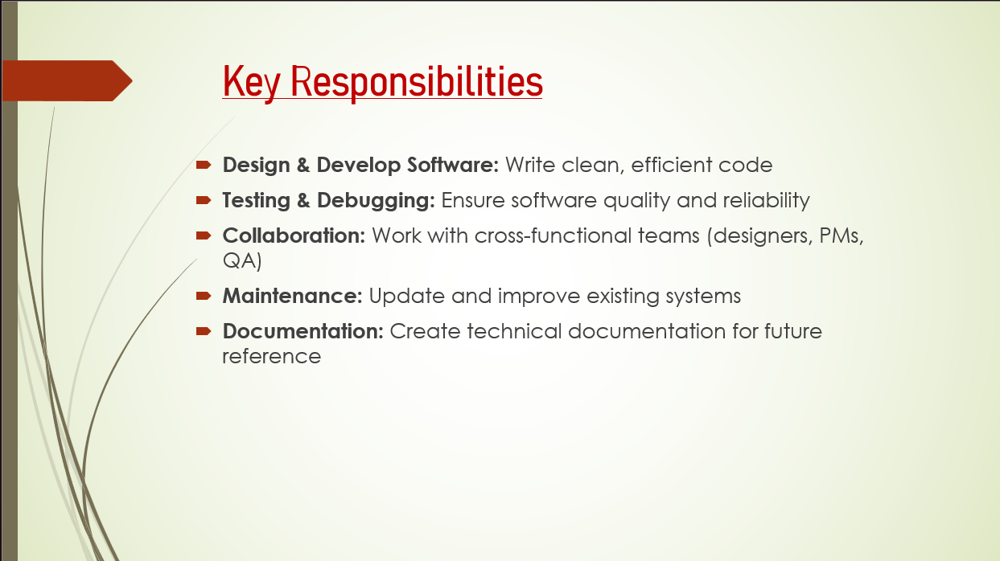 Key Responsibilities
Design & Develop Software: Write clean, efficient code
Testing & Debugging: Ensure software quality and reliability
Collaboration: Work with cross-functional teams (designers, PMs,
QA)
Maintenance: Update and improve existing systems
Documentation: Create technical documentation for future
reference